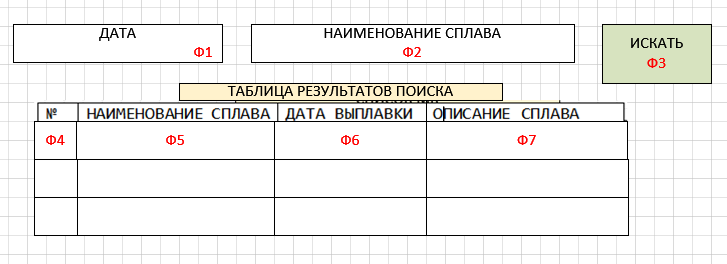 ДАТА
Ф1
НАИМЕНОВАНИЕ СПЛАВА
Ф2
ИСКАТЬ
Ф3
ТАБЛИЦА РЕЗУЛЬТАТОВ ПОИСКА
№ НАИМЕНОВАНИЕ СПЛАВА ДАТА ВЫПЛАВКИ ОПИСАНИЕ СПЛАВА
Ф4 Ф5 Ф6 Ф7